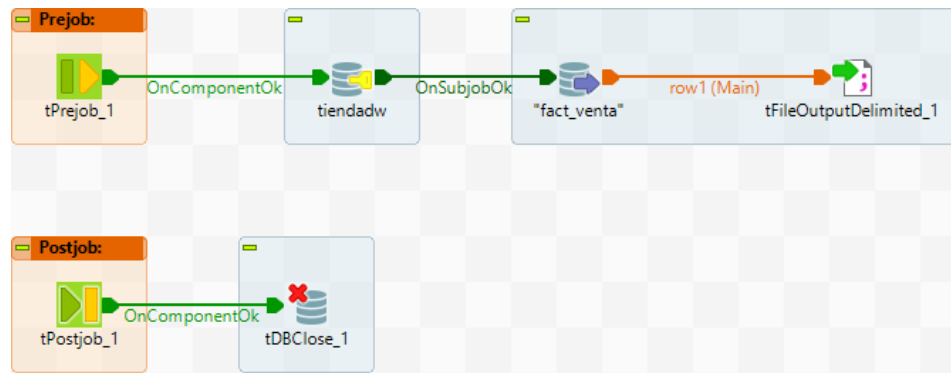 Prejob:
OnComponentOk
OnSubjobOk
row1 (Main)
tPrejob_1
tiendadw
"fact_venta"
tFileOutputDelimited_1
Postjob:
OnComponentOk
tPostjob_1
tDBClose_1